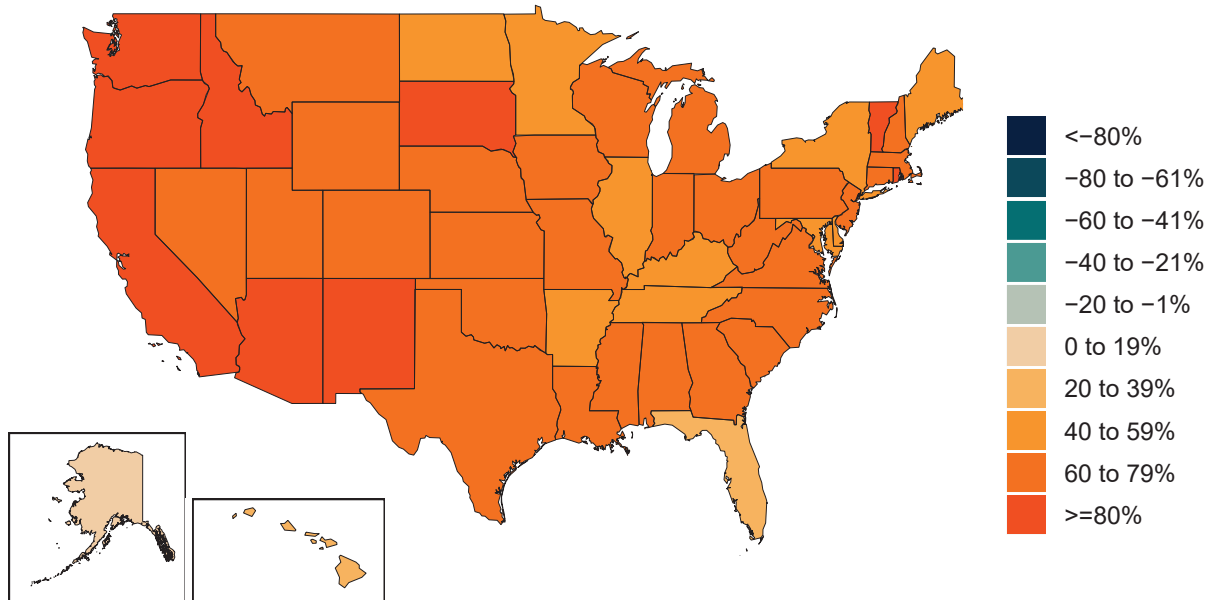 <−80%
−80 to −61%
−60 to −41%
−40 to −21%
−20 to −1%
0 to 19%
20 to 39%
40 to 59%
60 to 79%
>=80%